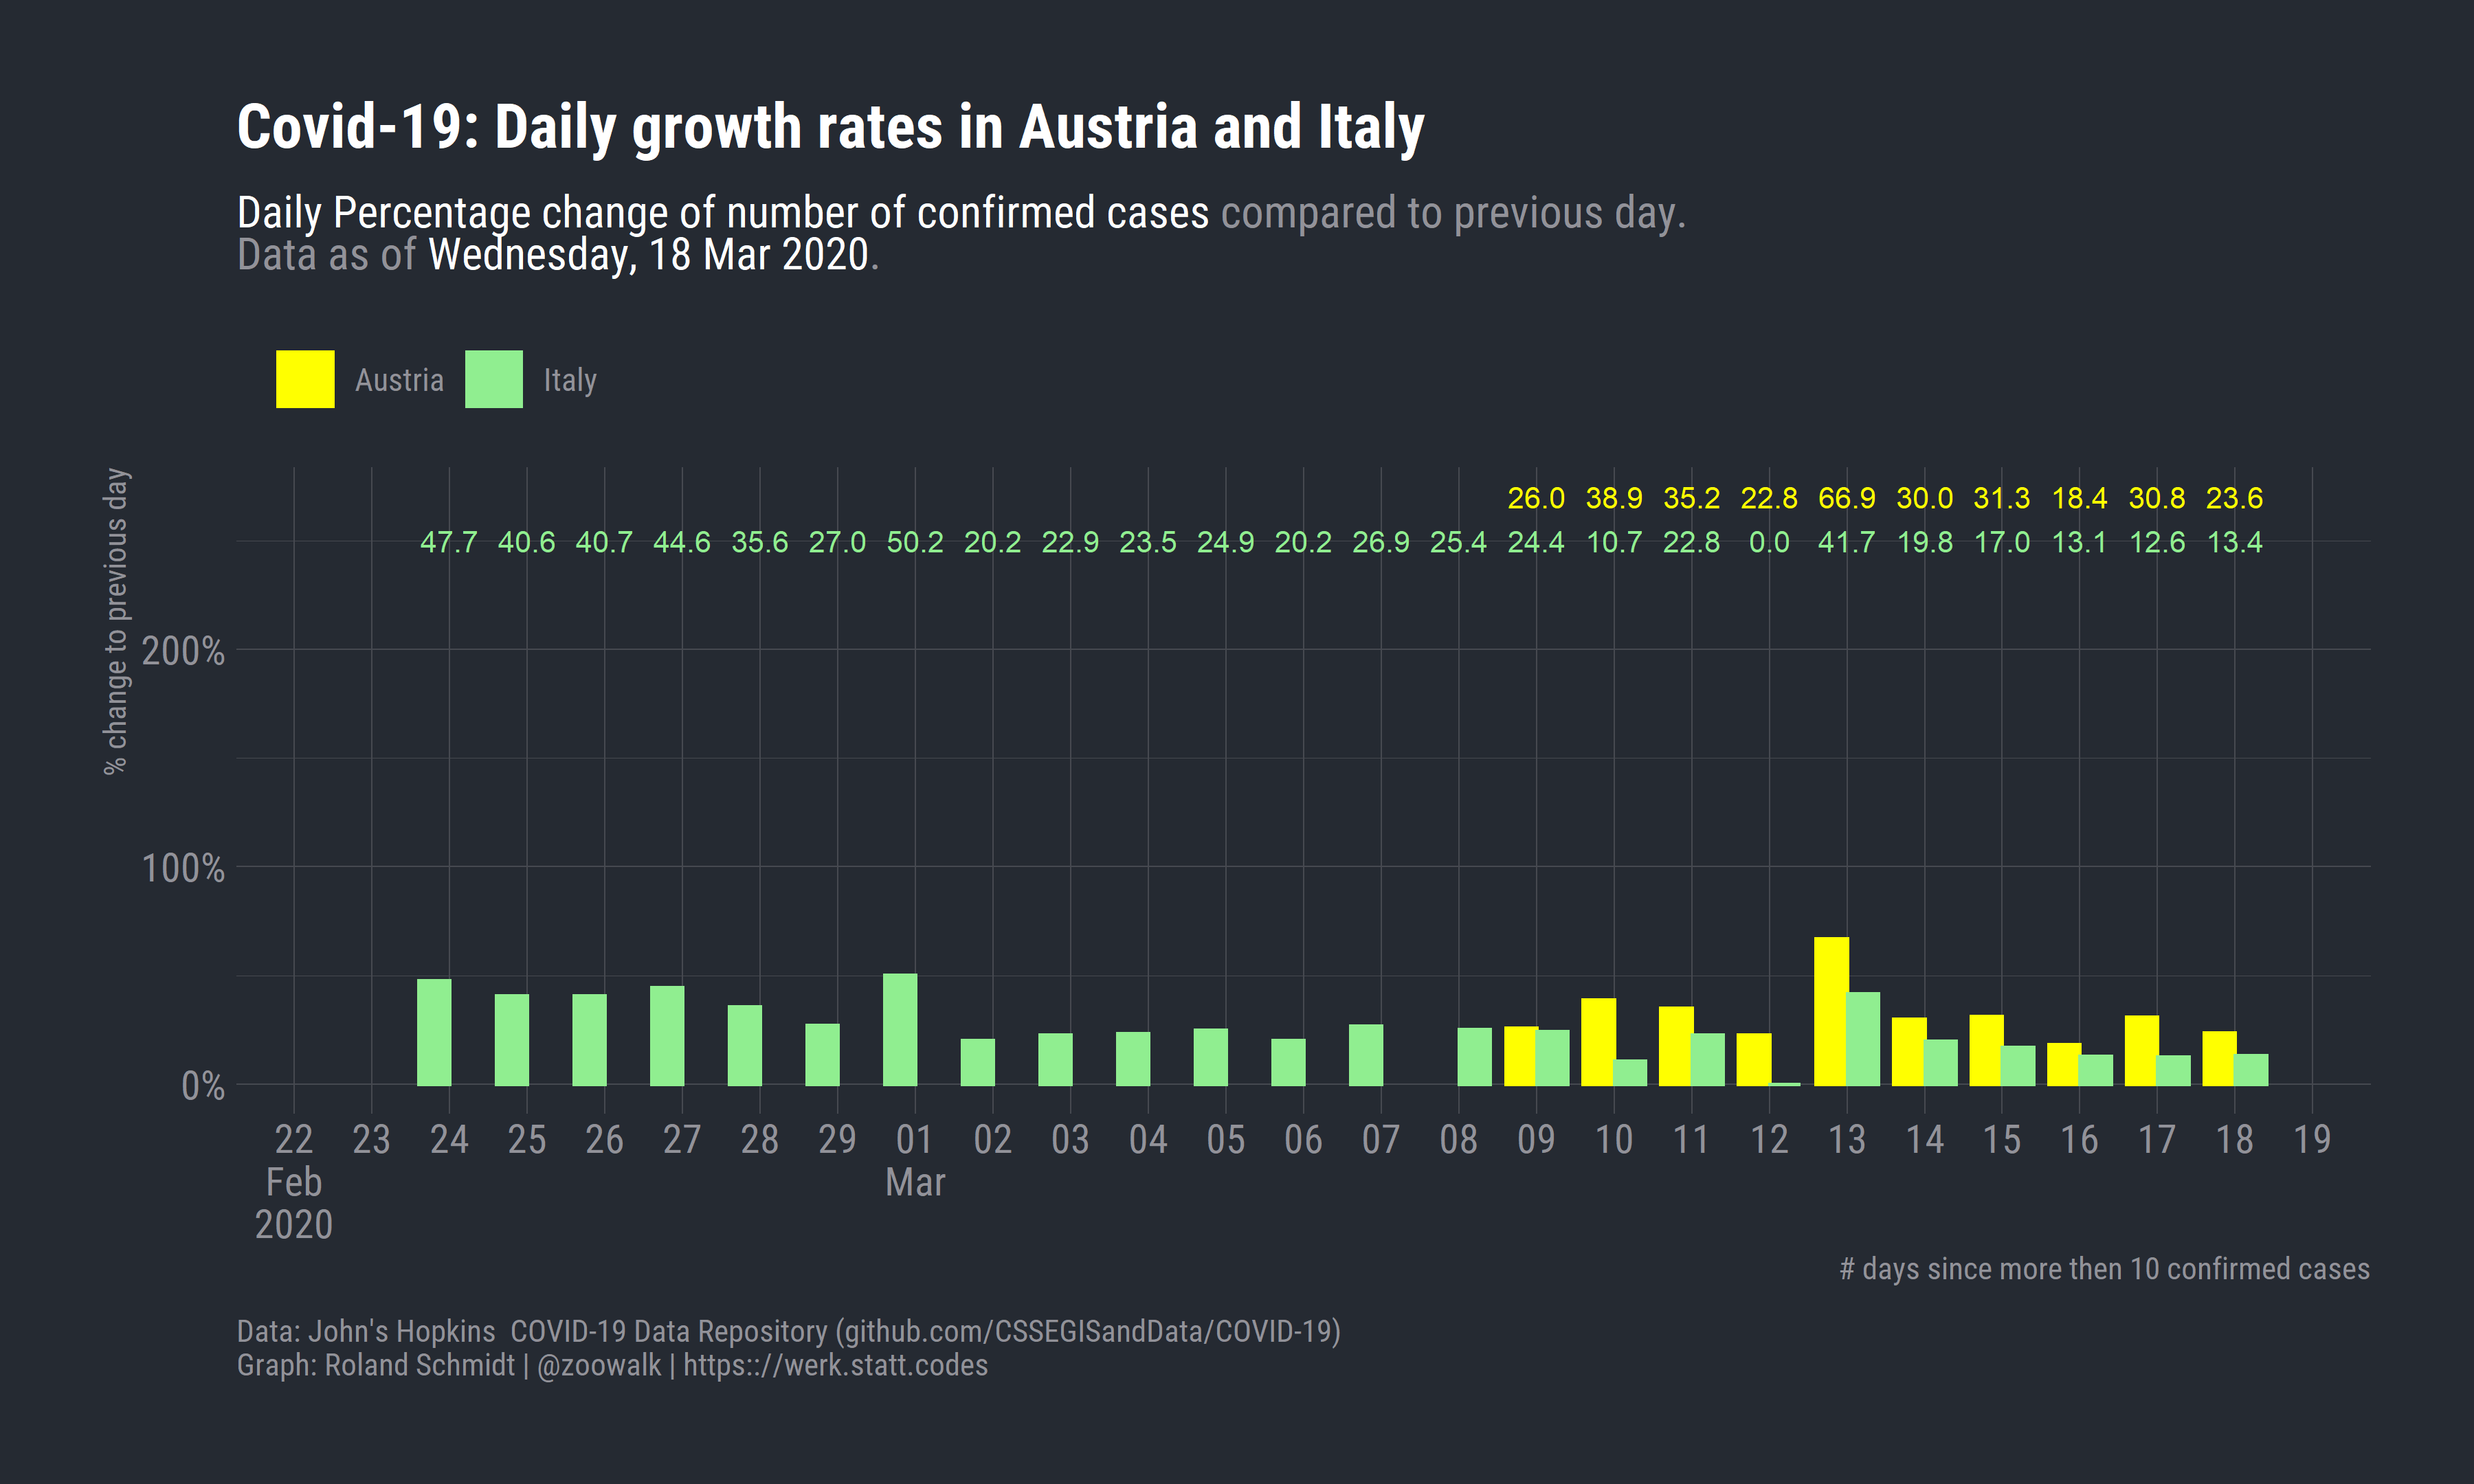 Covid-19: Daily growth rates in Austria and Italy
Daily Percentage change of number of confirmed cases compared to previous day.
Data as of Wednesday, 18 Mar 2020.
Austria Italy
% change to previous day
26.0 38.9 35.2 22.8 66.9 30.0 31.3 18.4 30.8 23.6
47.7 40.6 40.7 44.6 35.6 27.0 50.2 20.2 22.9 23.5 24.9 20.2 26.9 25.4 24.4 10.7 22.8 0.0 41.7 19.8 17.0 13.1 12.6 13.4
200%
100%
0%
22 23 24 25 26 27 28 29 01 02 03 04 05 06 07 08 09 10 11 12 13 14 15 16 17 18 19
Feb Mar
2020
# days since more then 10 confirmed cases
Data: John's Hopkins  COVID-19 Data Repository (github.com/CSSEGISandData/COVID-19)
Graph: Roland Schmidt | @zoowalk | https:://werk.statt.codes